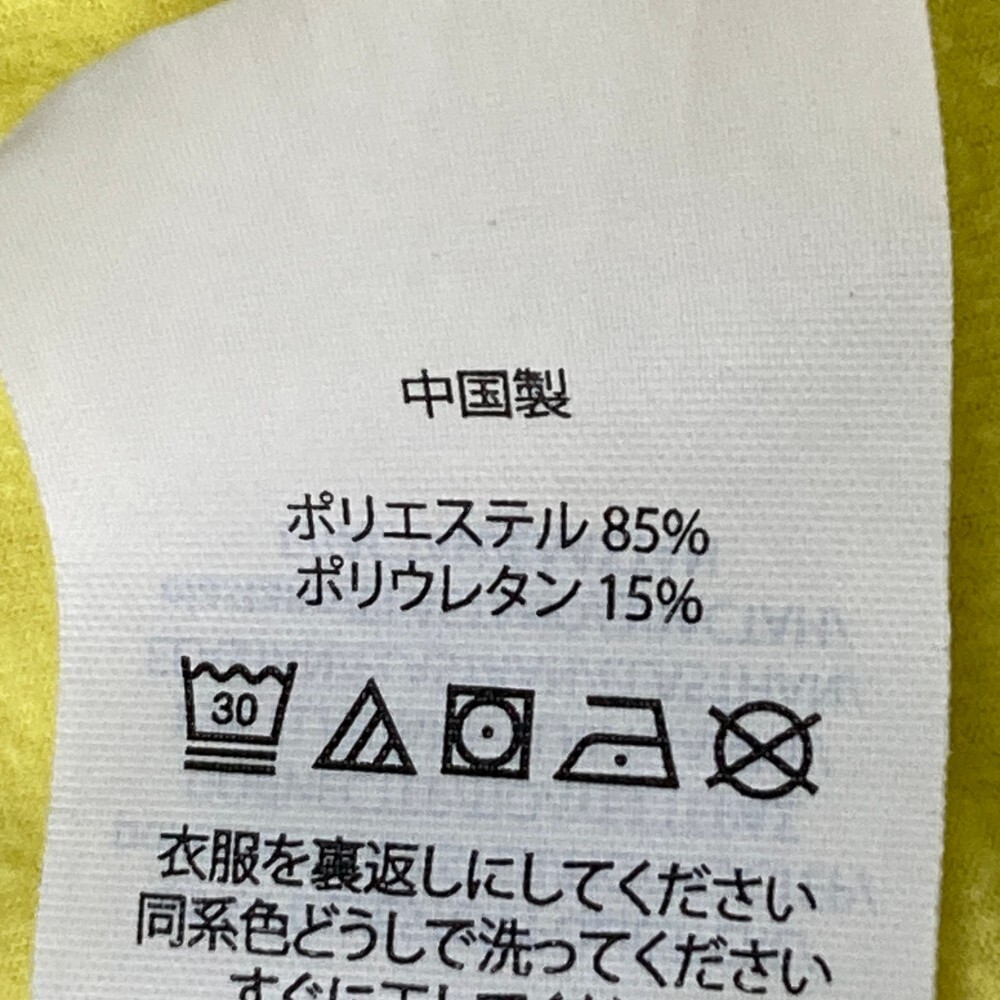 中国製
ポリエステル 85%
ポリウレタン 15%
30
衣服を裏返しにしてください
同系色どうしで洗ってください